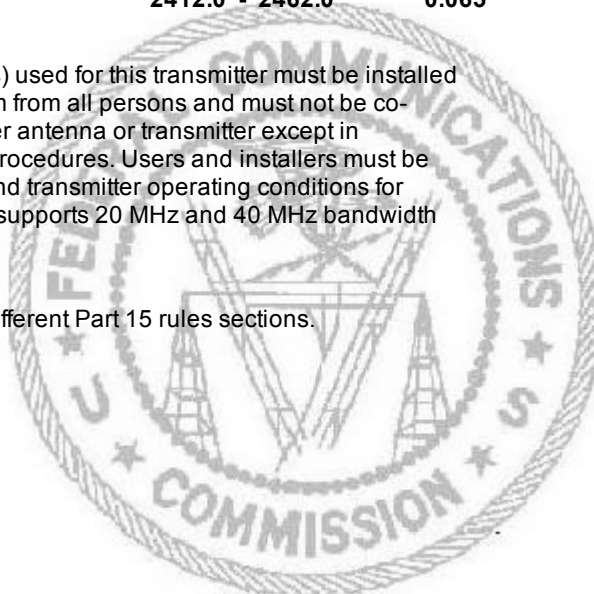 2412.0 - 2462.0 0.065
) used for this transmitter must be installed
from all persons and must not be co-
antenna or transmitter except in
rocedures. Users and installers must be
nd transmitter operating conditions for
supports 20 MHz and 40 MHz bandwidth
fferent Part 15 rules sections.
FEDERAL COMMUNICATIONS
U S
COMMISSION